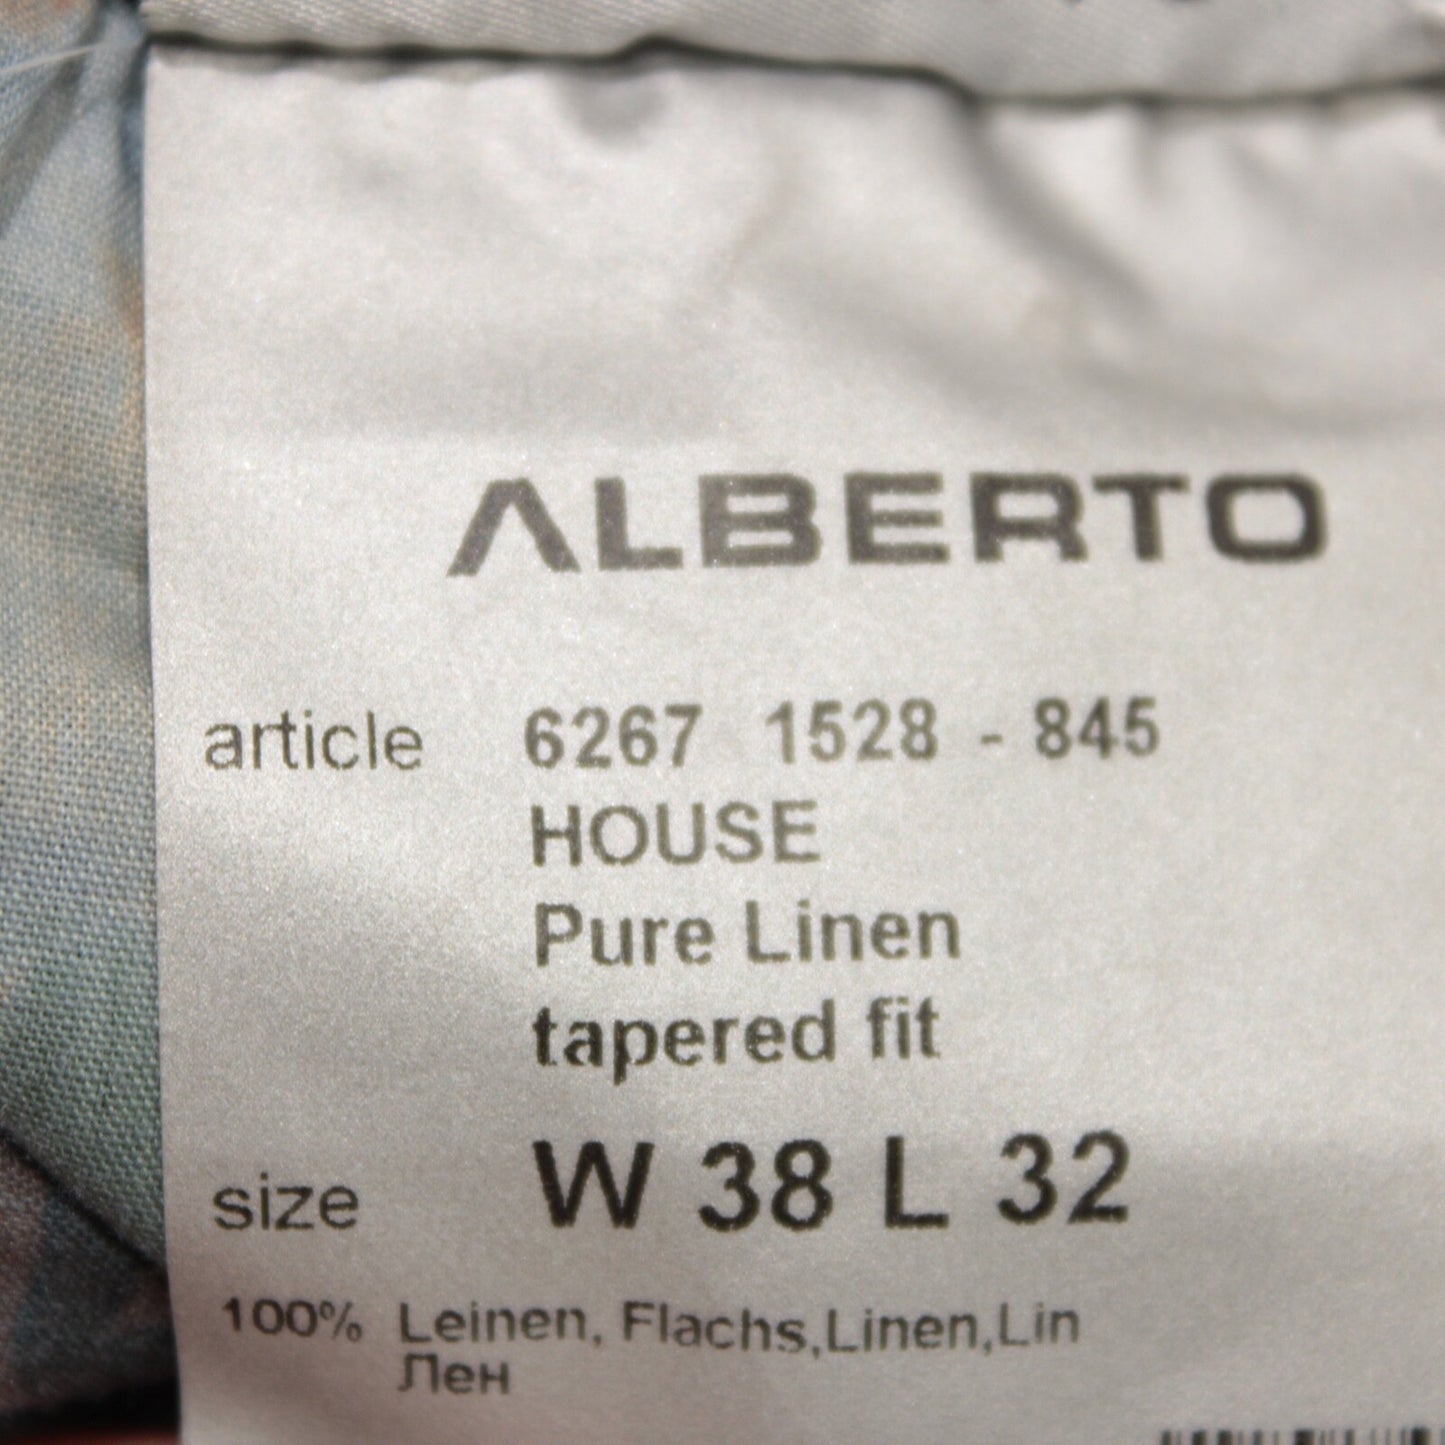 ALBERTO
article 6267 1528 - 845
HOUSE
Pure Linen
tapered fit
size W 38 L 32
100% Leinen, Flachs,Linen,Lin
Лен